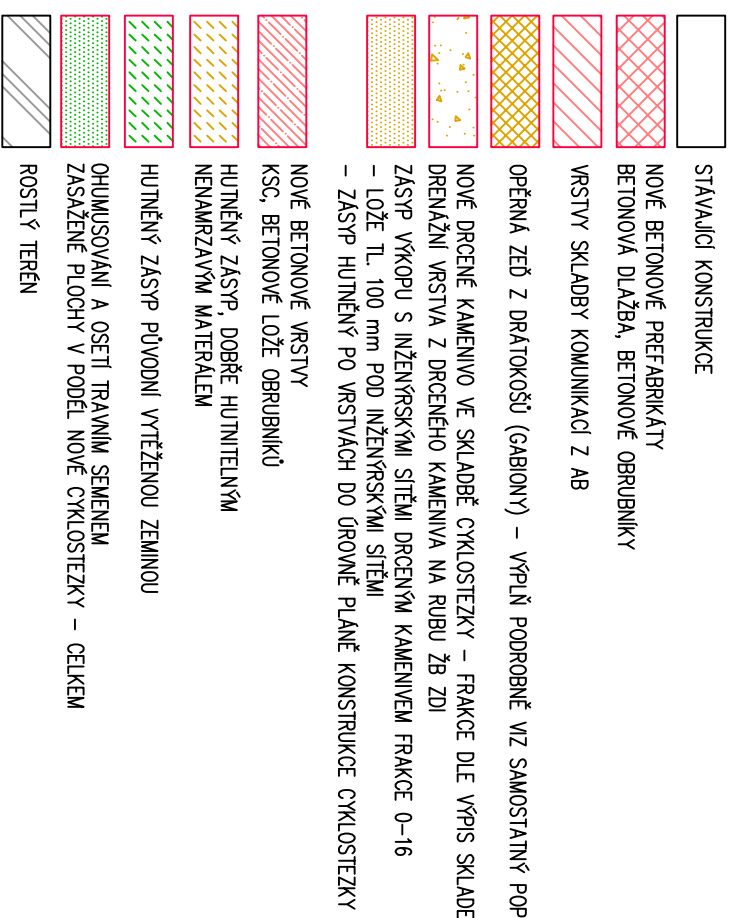 STÁVAJÍCÍ KONSTRUKCE
NOVÉ BETONOVÉ PREFABRIKÁTY
BETONOVÁ DLAŽBA, BETONOVÉ OBRUBNÍKY
VRSTVY SKLADBY KOMUNIKACÍ Z AB
OPĚRNÁ ZEĎ Z DRÁTOKOŠŮ (GABIONY) – VÝPLŇ PODROBNĚ VIZ SAMOSTATNÝ POP
NOVÉ DRCENÉ KAMENIVO VE SKLADBĚ CYKLOSTEZKY – FRAKCE DLE VÝPIS SKLADE
DRENÁŽNÍ VRSTVA Z DRCENÉHO KAMENIVA NA RUBU ŽB ZDI
ZÁSYP VÝKOPU S INŽENÝRSKÝMI SÍTĚMI DRCENÝM KAMENIVEM FRAKCE 0–16
– LOŽE TL. 100 mm POD INŽENÝRSKÝMI SÍTĚMI
– ZÁSYP HUTNĚNÝ PO VRSTVÁCH DO ÚROVNĚ PLÁNĚ KONSTRUKCE CYKLOSTEZKY
NOVÉ BETONOVÉ VRSTVY
KSC, BETONOVÉ LOŽE OBRUBNÍKŮ
HUTNĚNÝ ZÁSYP, DOBŘE HUTNITELNÝM
NENAMRZAVÝM MATERÁLEM
HUTNĚNÝ ZÁSYP PŮVODNÍ VYTĚŽENOU ZEMINOU
OHUMUSOVÁNÍ A OSETÍ TRAVNÍM SEMENEM
ZASAŽENÉ PLOCHY V PODÉL NOVÉ CYKLOSTEZKY – CELKEM
ROSTLÝ TERÉN